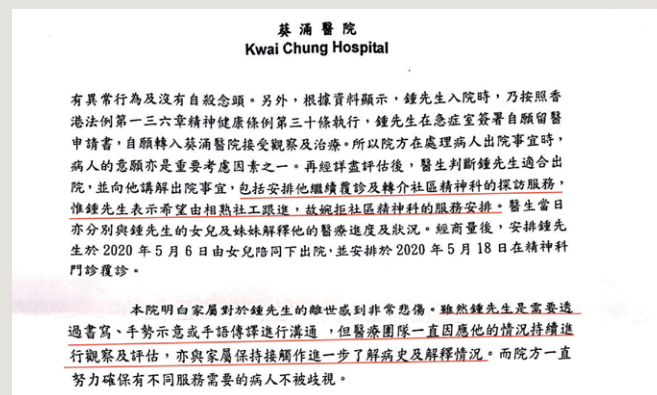 葵涌醫院
Kwai Chung Hospital
有異常行為及沒有自殺念頭。另外，根據資料顯示，鍾先生入院時，乃按照香
港法例第一三六章精神健康條例第三十條執行，鍾先生在急症室簽署自願留醫
申請書，自願轉入葵涌醫院接受觀察及治療。所以院方在處理病人出院事宜時，
病人的意願亦是重要考慮因素之一。再經詳盡評估後，醫生判斷鍾先生適合出
院，並向他講解出院事宜，包括安排他繼續覆診及轉介社區精神科的探訪服務，
惟鍾先生表示希望由相熟社工跟進，故婉拒社區精神科的服務安排。醫生當日
亦分別與鍾先生的女兒及妹妹解釋他的醫療進度及狀況。經商量後，安排鍾先
生於 2020 年 5 月 6 日由女兒陪同下出院，並安排於 2020 年 5 月 18 日在精神科
門診覆診。
本院明白家屬對於鍾先生的離世感到非常悲傷。雖然鍾先生是需要透
過書寫、手勢示意或手語傳譯進行溝通，但醫療團隊一直因應他的情況持續進
行觀察及評估，亦與家屬保持接觸作進一步了解病史及解釋情況。而院方一直
努力確保有不同服務需要的病人不被歧視。